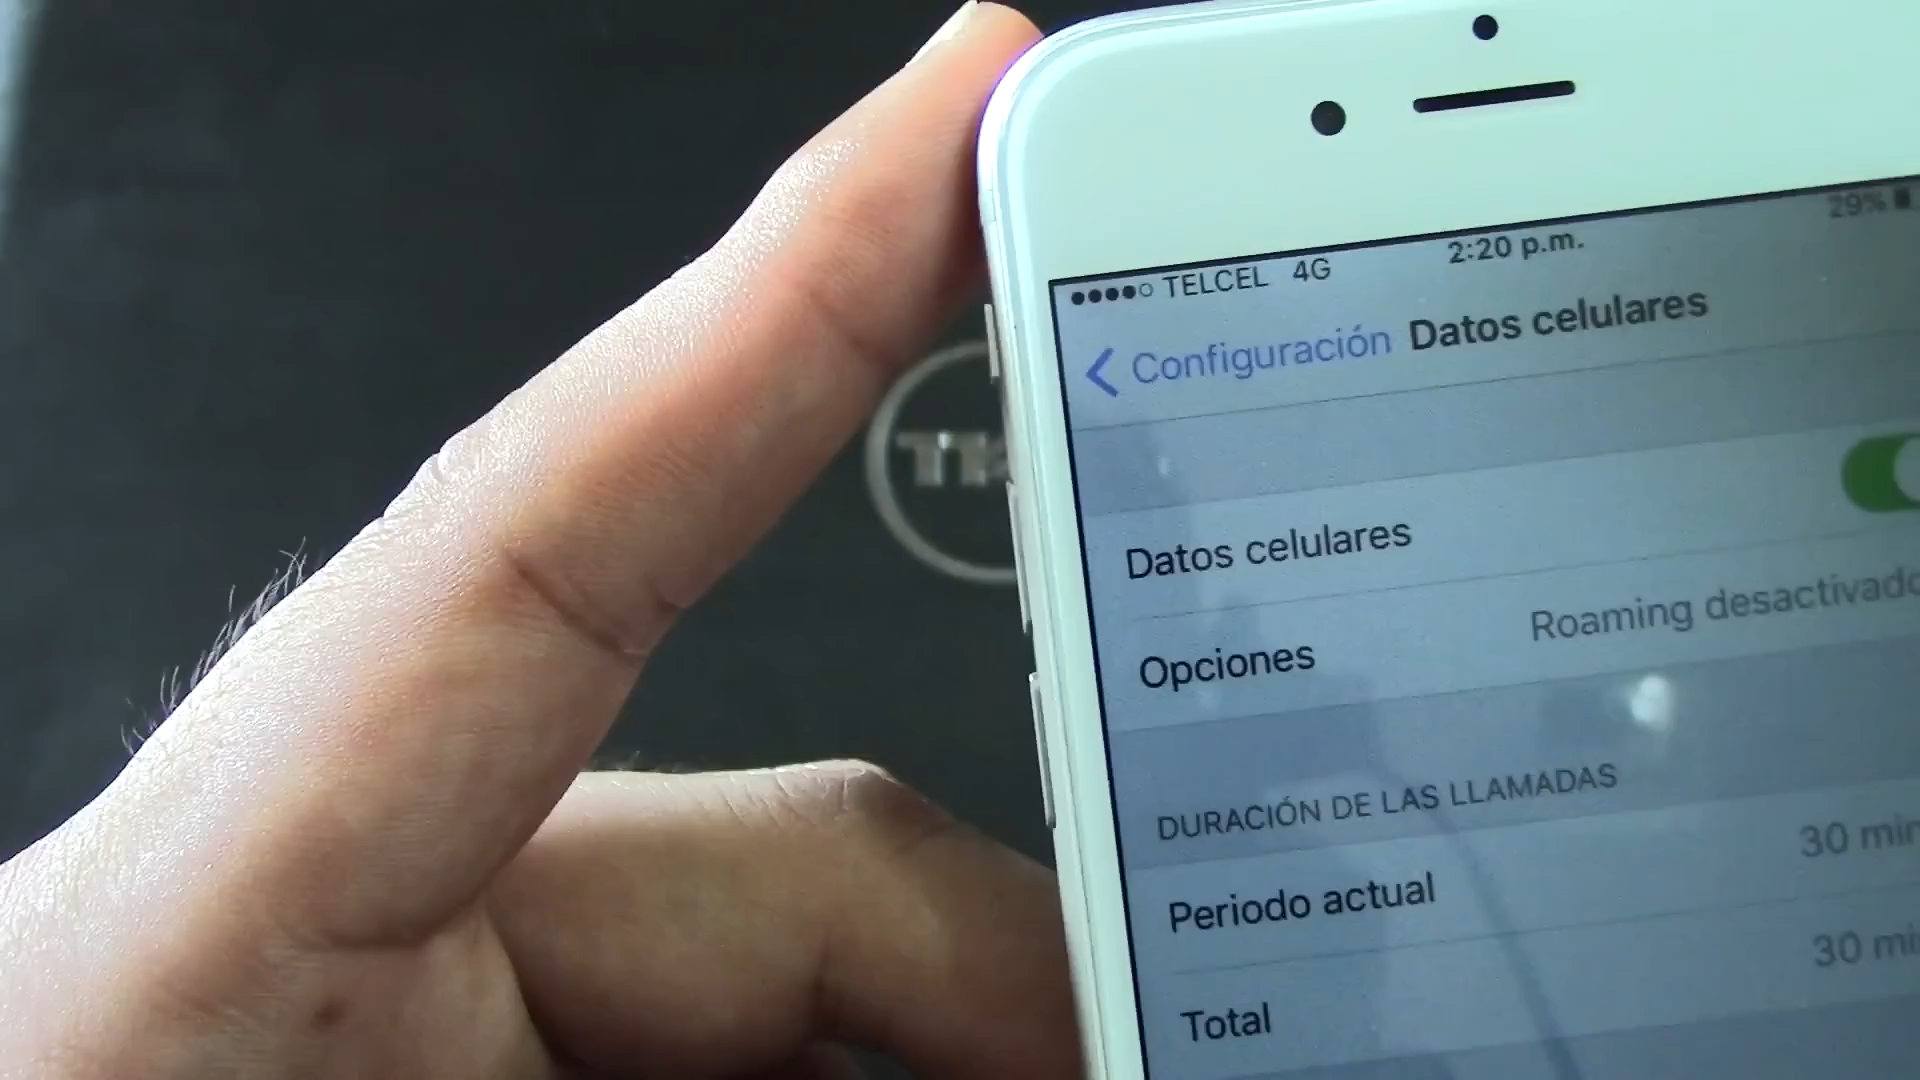 TELCEL 4G 2:20 p.m. 29%
Configuración Datos celulares
Datos celulares
Opciones Roaming desactivado
DURACIÓN DE LAS LLAMADAS
Periodo actual 30 min
Total 30 mi